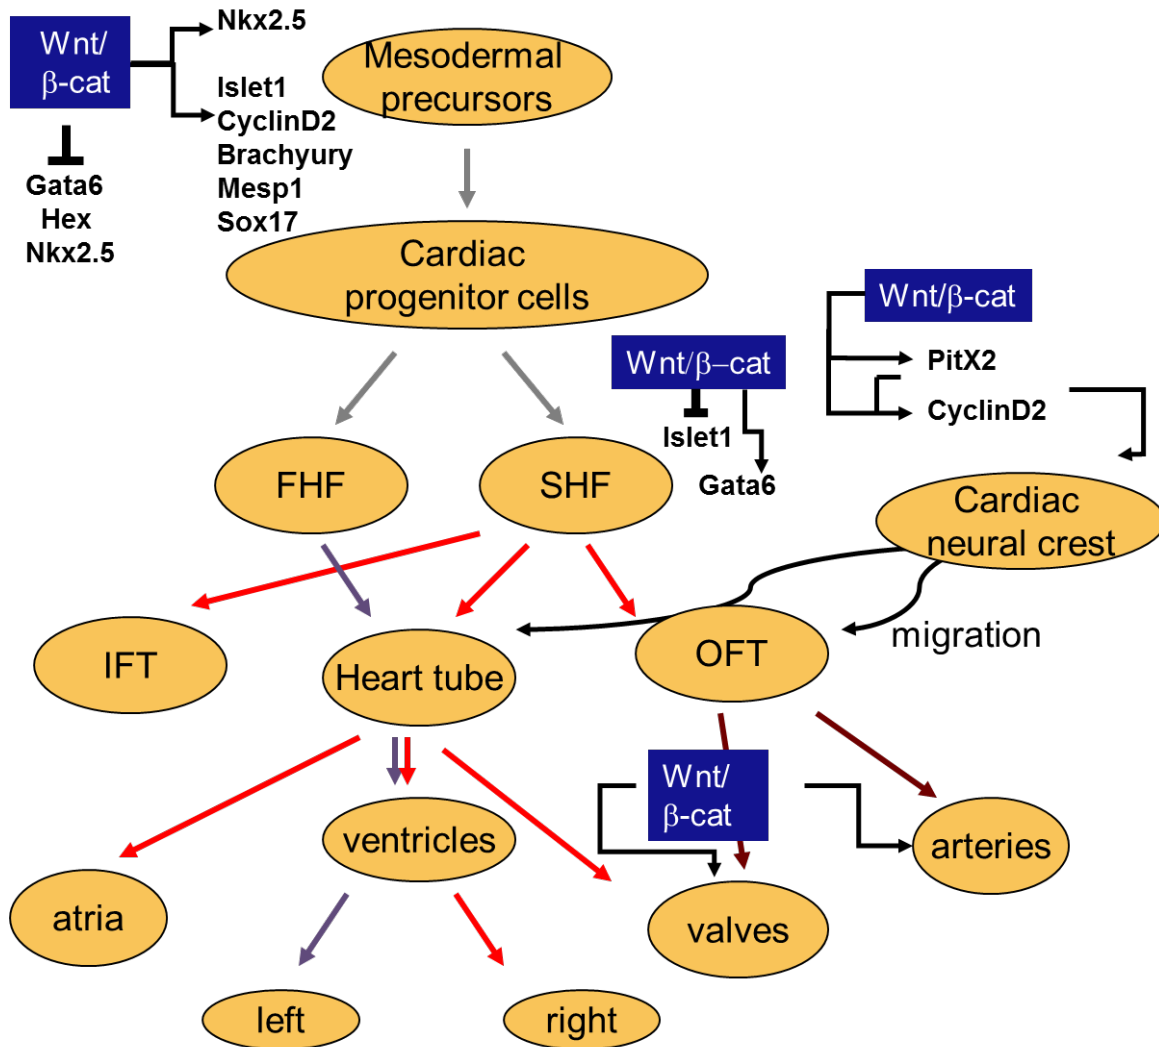 Nkx2.5
Wnt/
β-cat
Mesodermal
precursors
Islet1
CyclinD2
Brachyury
Mesp1
Sox17
Gata6
Hex
Nkx2.5
Cardiac
progenitor cells
Wnt/β-cat
Wnt/β–cat
PitX2
CyclinD2
Islet1
Gata6
FHF
SHF
Cardiac
neural crest
migration
IFT
Heart tube
OFT
Wnt/
β-cat
ventricles
arteries
atria
valves
left
right